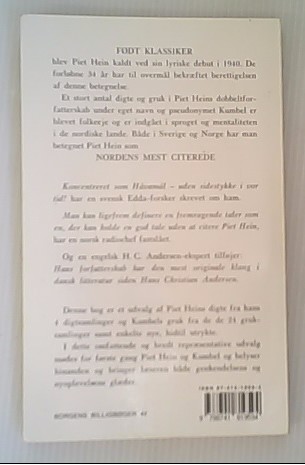 FØDT KLASSIKER
blev Piet Hein kaldt ved sin lyriske debut i 1940. De
forløbne 34 år har til overmål bekræftet berettigelsen
af denne betegnelse.
Et stort antal digte og gruk i Piet Heins dobbeltfor-
fatterskab under eget navn og pseudonymet Kumbel er
blevet folkeeje og er indgået i sproget og mentaliteten
i de nordiske lande. Både i Sverige og Norge har man
betegnet Piet Hein som
NORDENS MEST CITEREDE
Koncentreret som Håvamål – uden sidestykke i vor
tid! har en svensk Edda-forsker skrevet om ham.
Man kan ligefrem definere en fremragende taler som
en, der kan holde en god tale uden at citere Piet Hein,
har en norsk radiochef fastslået.
Og en engelsk H. C. Andersen-ekspert tilføjer:
Hans forfatterskab har den mest originale klang i
dansk litteratur siden Hans Christian Andersen.
Denne bog er et udvalg af Piet Heins digte fra hans
4 digtsamlinger og Kumbels gruk fra de 24 gruk-
samlinger samt enkelte nye, hidtil utrykte.
I dette omfattende og bredt repræsentative udvalg
mødes for første gang Piet Hein og Kumbel og belyser
hinanden og bringer læseren både genkendelsens og
nyoplevelsens glæder.
BORGENS BILLIGBØGER